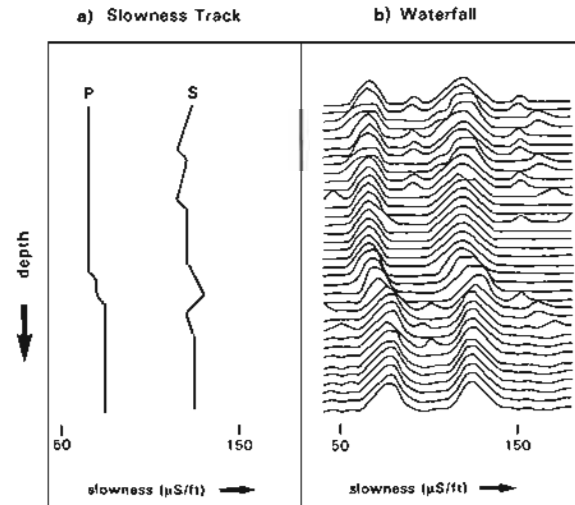 a) Slowness Track
b) Waterfall
P
S
depth
50
150
slowness (µS/ft)
50
150
slowness (µS/ft)